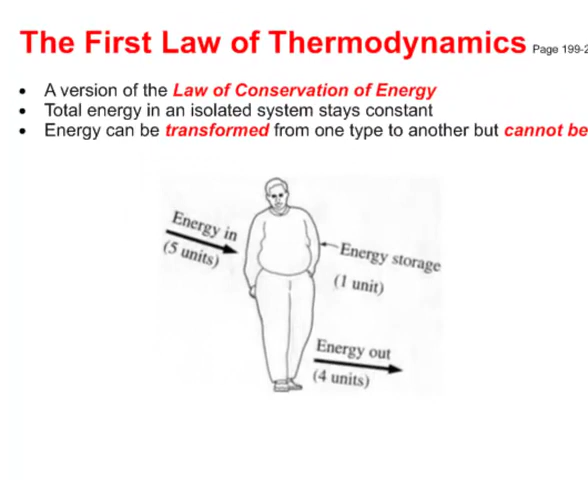 The First Law of Thermodynamics Page 199-2
• A version of the Law of Conservation of Energy
• Total energy in an isolated system stays constant
• Energy can be transformed from one type to another but cannot be
Energy in
(5 units)
Energy storage
(1 unit)
Energy out
(4 units)